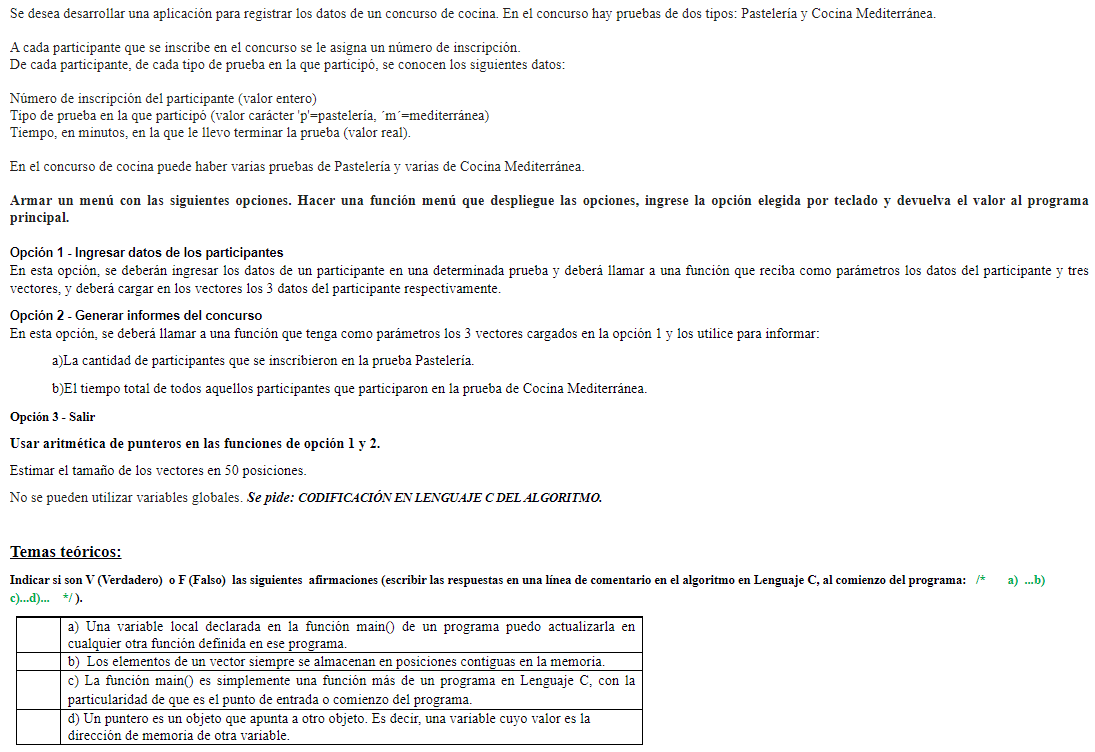 Se desea desarrollar una aplicación para registrar los datos de un concurso de cocina. En el concurso hay pruebas de dos tipos: Pastelería y Cocina Mediterránea.
A cada participante que se inscribe en el concurso se le asigna un número de inscripción.
De cada participante, de cada tipo de prueba en la que participó, se conocen los siguientes datos:
Número de inscripción del participante (valor entero)
Tipo de prueba en la que participó (valor carácter 'p'=pastelería, ´m´=mediterránea)
Tiempo, en minutos, en la que le llevo terminar la prueba (valor real).
En el concurso de cocina puede haber varias pruebas de Pastelería y varias de Cocina Mediterránea.
Armar un menú con las siguientes opciones. Hacer una función menú que despliegue las opciones, ingrese la opción elegida por teclado y devuelva el valor al programa
principal.
Opción 1 - Ingresar datos de los participantes
En esta opción, se deberán ingresar los datos de un participante en una determinada prueba y deberá llamar a una función que reciba como parámetros los datos del participante y tres
vectores, y deberá cargar en los vectores los 3 datos del participante respectivamente.
Opción 2 - Generar informes del concurso
En esta opción, se deberá llamar a una función que tenga como parámetros los 3 vectores cargados en la opción 1 y los utilice para informar:
a)La cantidad de participantes que se inscribieron en la prueba Pastelería.
b)El tiempo total de todos aquellos participantes que participaron en la prueba de Cocina Mediterránea.
Opción 3 - Salir
Usar aritmética de punteros en las funciones de opción 1 y 2.
Estimar el tamaño de los vectores en 50 posiciones.
No se pueden utilizar variables globales. Se pide: CODIFICACIÓN EN LENGUAJE C DEL ALGORITMO.
Temas teóricos:
Indicar si son V (Verdadero) o F (Falso) las siguientes afirmaciones (escribir las respuestas en una línea de comentario en el algoritmo en Lenguaje C, al comienzo del programa: /* a) ...b)
c)...d)... */ ).
a) Una variable local declarada en la función main() de un programa puedo actualizarla en
cualquier otra función definida en ese programa.
b) Los elementos de un vector siempre se almacenan en posiciones contiguas en la memoria.
c) La función main() es simplemente una función más de un programa en Lenguaje C, con la
particularidad de que es el punto de entrada o comienzo del programa.
d) Un puntero es un objeto que apunta a otro objeto. Es decir, una variable cuyo valor es la
dirección de memoria de otra variable.